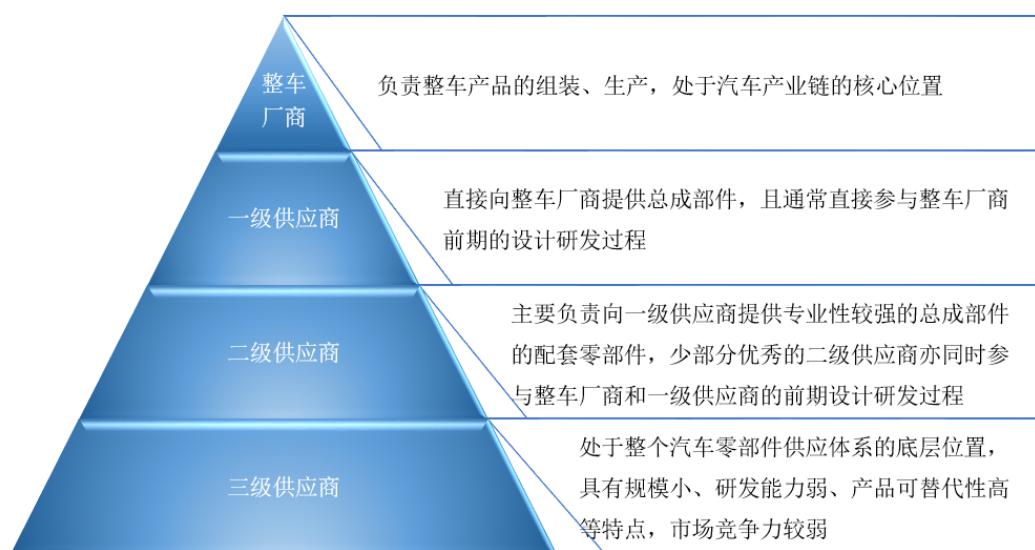 整车
厂商
负责整车产品的组装、生产，处于汽车产业链的核心位置
一级供应商
直接向整车厂商提供总成部件，且通常直接参与整车厂商
前期的设计研发过程
二级供应商
主要负责向一级供应商提供专业性较强的总成部件
的配套零部件，少部分优秀的二级供应商亦同时参
与整车厂商和一级供应商的前期设计研发过程
三级供应商
处于整个汽车零部件供应体系的底层位置，
具有规模小、研发能力弱、产品可替代性高
等特点，市场竞争力较弱